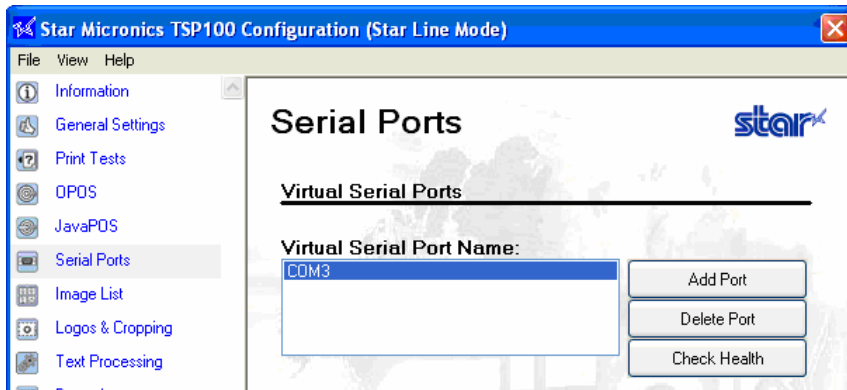 Star Micronics TSP100 Configuration (Star Line Mode)
File View Help
Information
General Settings
Print Tests
OPOS
JavaPOS
Serial Ports
Image List
Logos & Cropping
Text Processing
Serial Ports
star
Virtual Serial Ports
Virtual Serial Port Name:
COM3
Add Port
Delete Port
Check Health